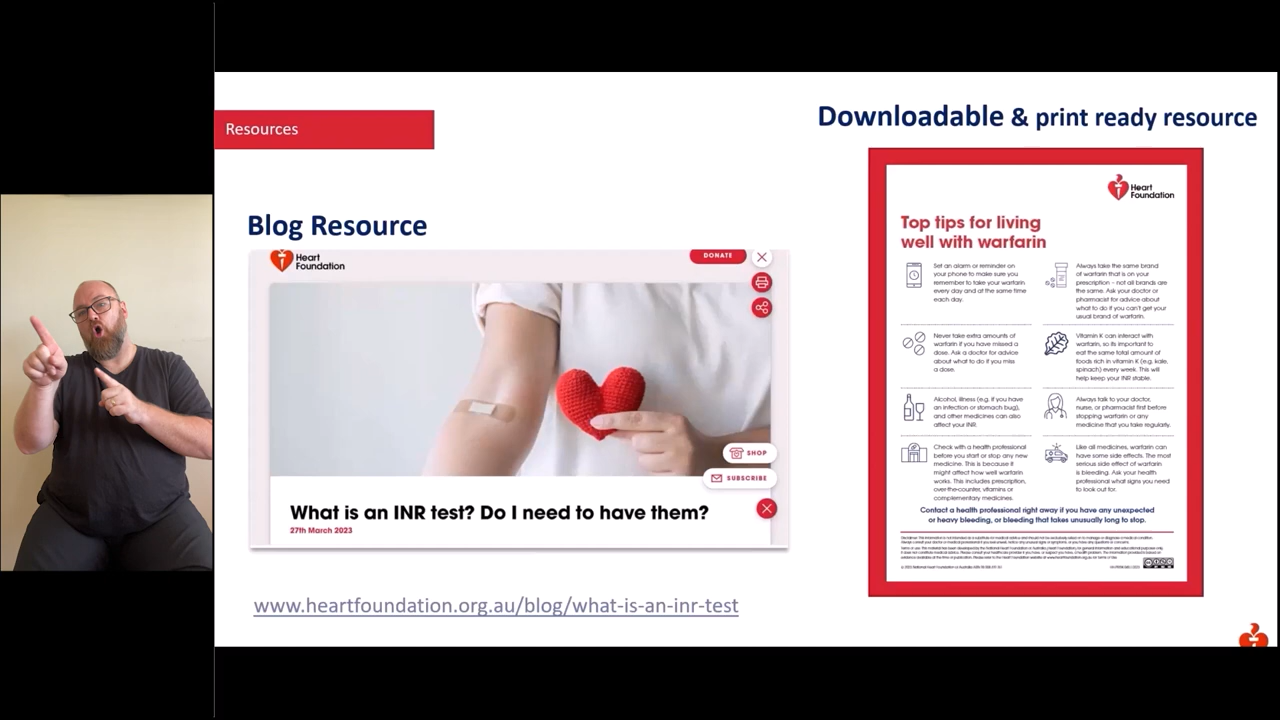 Resources
Downloadable & print ready resource
Blog Resource
Heart
Foundation
DONATE
SHOP
SUBSCRIBE
What is an INR test? Do I need to have them?
27th March 2023
www.heartfoundation.org.au/blog/what-is-an-inr-test
Heart
Foundation
Top tips for living
well with warfarin
Set an alarm or reminder on
your phone to make sure you
remember to take your warfarin
every day and at the same time
each day.
Always take the same brand
of warfarin that is on your
prescription – not all brands are
the same. Ask your doctor or
pharmacist for advice about
what to do if you can't get your
usual brand of warfarin.
Never take extra amounts of
warfarin if you have missed a
dose. Ask a doctor for advice
about what to do if you miss
a dose.
Vitamin K can interact with
warfarin, so it's important to
eat the same total amount of
foods rich in vitamin K (e.g. kale,
spinach) every week. This will
help keep your INR stable.
Alcohol, illness (e.g. if you have
an infection or stomach bug),
and other medicines can also
affect your INR.
Always talk to your doctor,
nurse, or pharmacist first before
stopping warfarin or any
medicine that you take regularly.
Check with a health professional
before you start or stop any new
medicine. This is because it
might affect how well warfarin
works. This includes prescription,
over-the-counter, vitamins or
complementary medicines.
Like all medicines, warfarin can
have some side effects. The most
serious side effect of warfarin
is bleeding. Ask your health
professional what signs you need
to look out for.
Contact a health professional right away if you have any unexpected
or heavy bleeding, or bleeding that takes unusually long to stop.